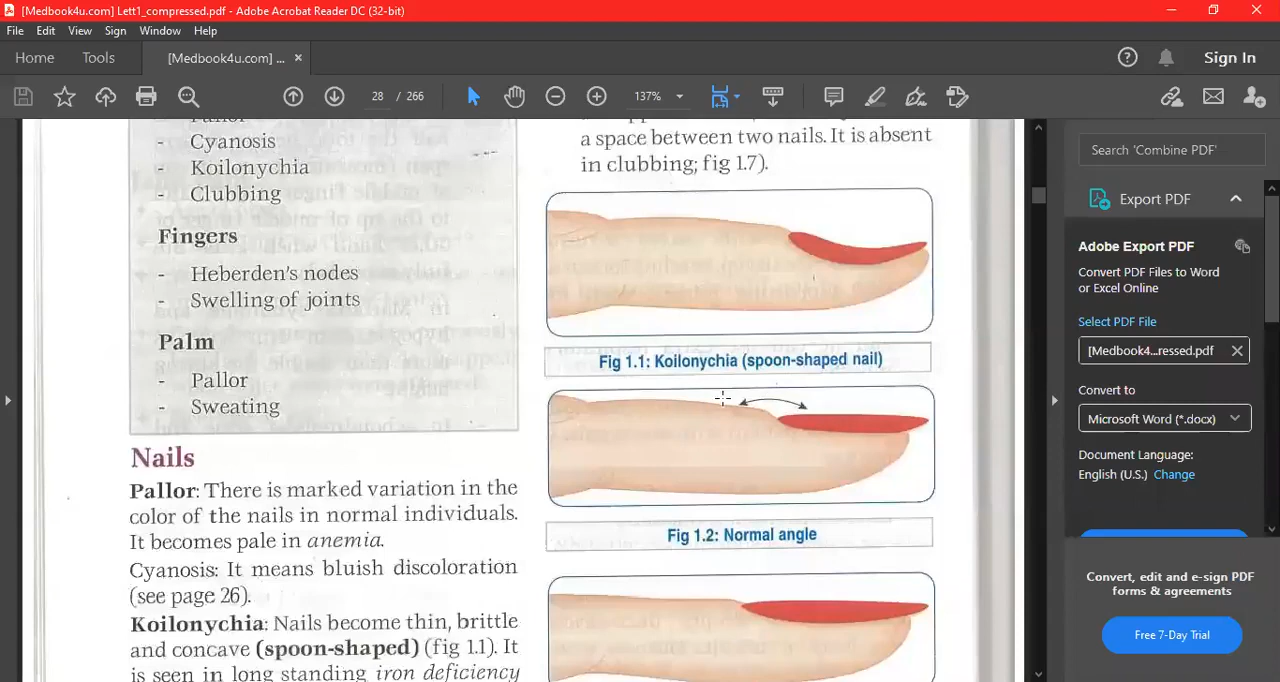 [Medbook4u.com] Lett1_compressed.pdf - Adobe Acrobat Reader DC (32-bit)
File Edit View Sign Window Help
Home Tools [Medbook4u.com] ... × Sign In
28 / 266 137%
Pallor
- Cyanosis
- Koilonychia
- Clubbing
Fingers
- Heberden's nodes
- Swelling of joints
Palm
- Pallor
- Sweating
Nails
Pallor: There is marked variation in the
color of the nails in normal individuals.
It becomes pale in anemia.
Cyanosis: It means bluish discoloration
(see page 26).
Koilonychia: Nails become thin, brittle
and concave (spoon-shaped) (fig 1.1). It
is seen in long standing iron deficiency
a space between two nails. It is absent
in clubbing; fig 1.7).
Fig 1.1: Koilonychia (spoon-shaped nail)
Fig 1.2: Normal angle
Search 'Combine PDF'
Export PDF
Adobe Export PDF
Convert PDF Files to Word
or Excel Online
Select PDF File
[Medbook4...ressed.pdf
Convert to
Microsoft Word (*.docx)
Document Language:
English (U.S.) Change
Convert, edit and e-sign PDF
forms & agreements
Free 7-Day Trial